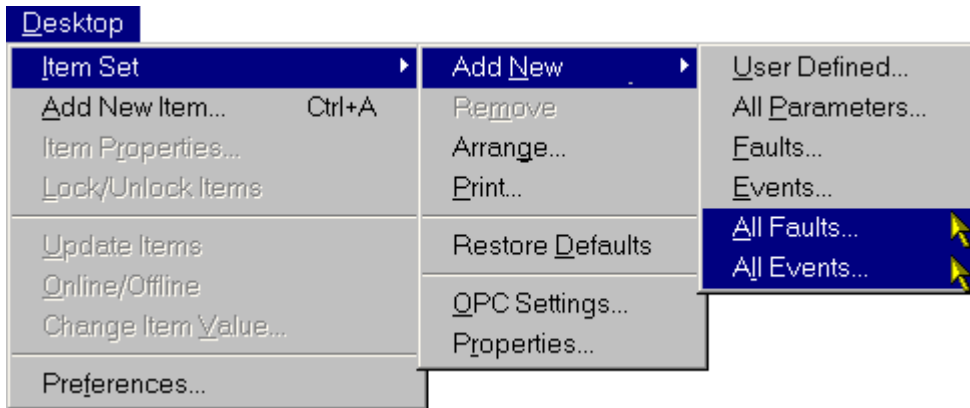 Desktop
Item Set
Add New Item... Ctrl+A
Item Properties...
Lock/Unlock Items
Update Items
Online/Offline
Change Item Value...
Preferences...
Add New
Remove
Arrange...
Print...
Restore Defaults
OPC Settings...
Properties...
User Defined...
All Parameters...
Faults...
Events...
All Faults...
All Events...